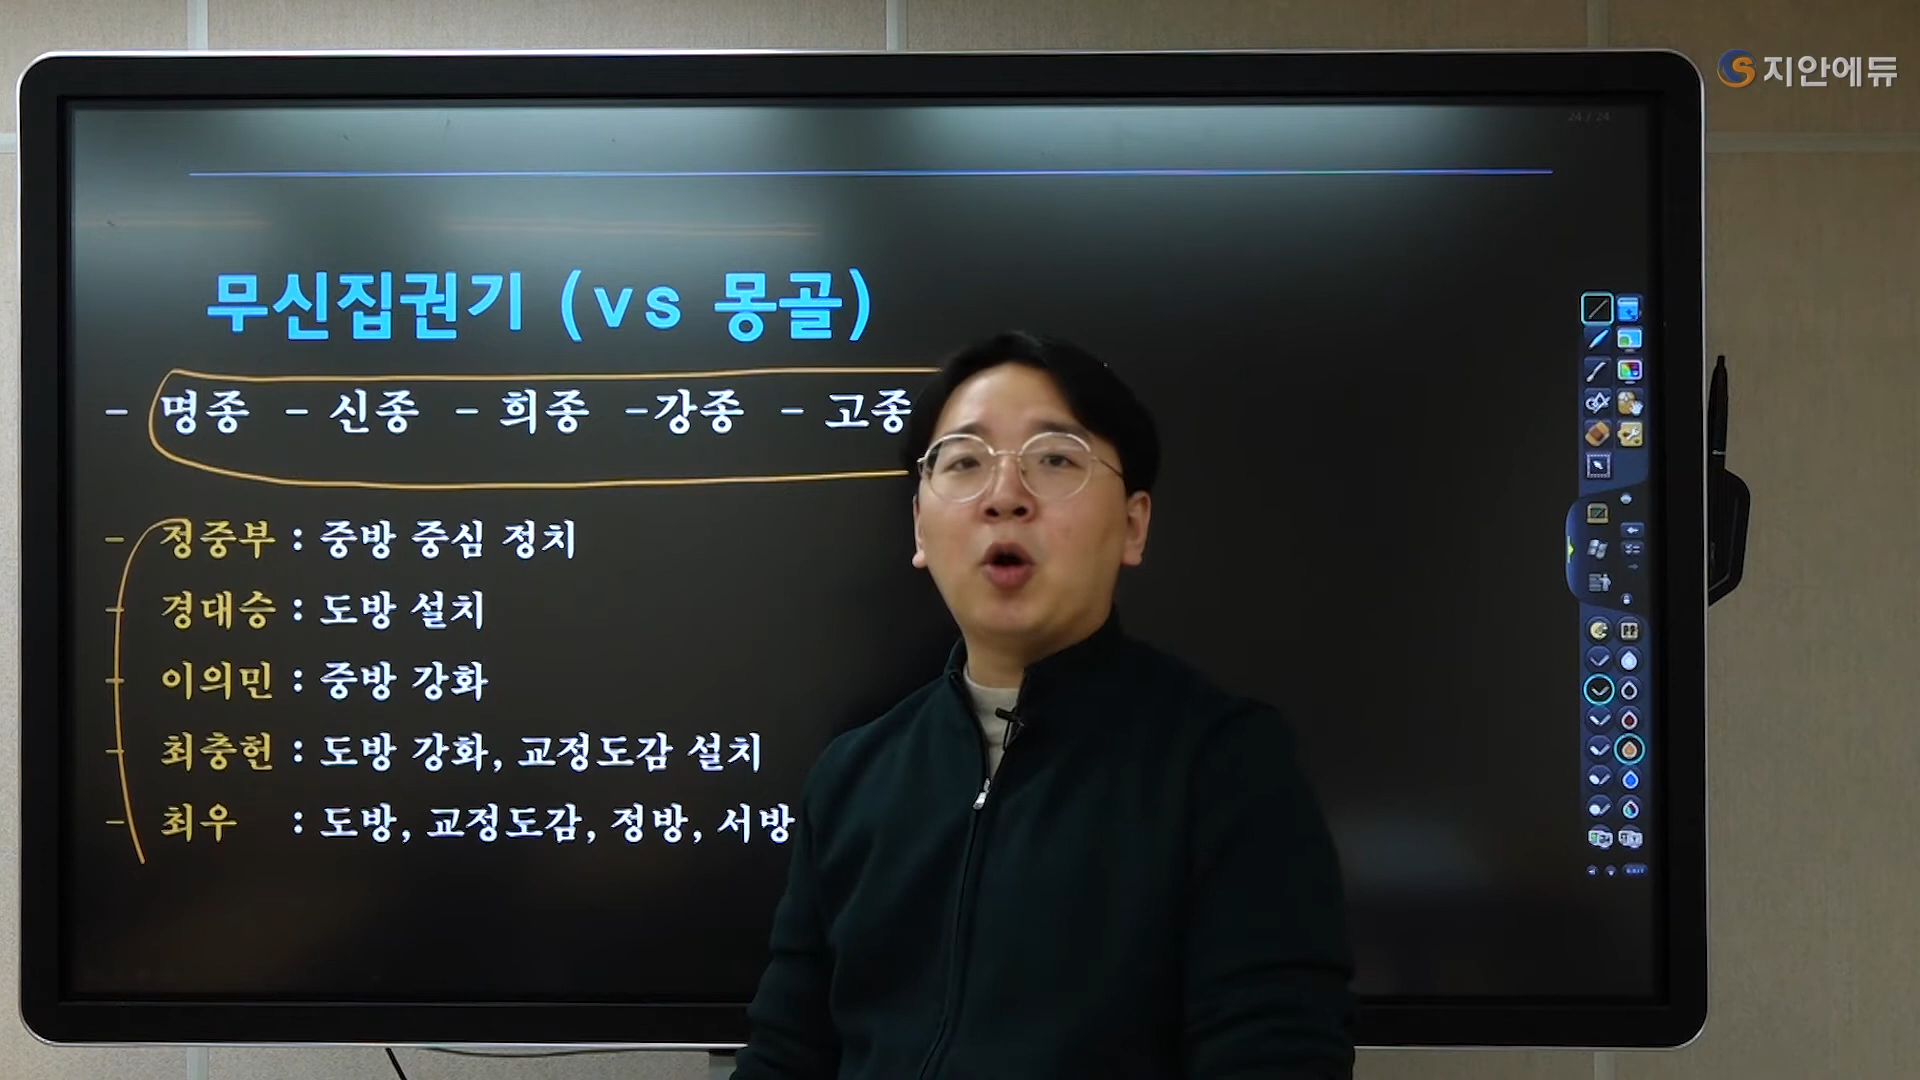 지안에듀
24 / 24
무신집권기 (vs 몽골)
- 명종 - 신종 - 희종 -강종 - 고종
- 정중부 : 중방 중심 정치
- 경대승 : 도방 설치
- 이의민 : 중방 강화
- 최충헌 : 도방 강화, 교정도감 설치
- 최우 : 도방, 교정도감, 정방, 서방